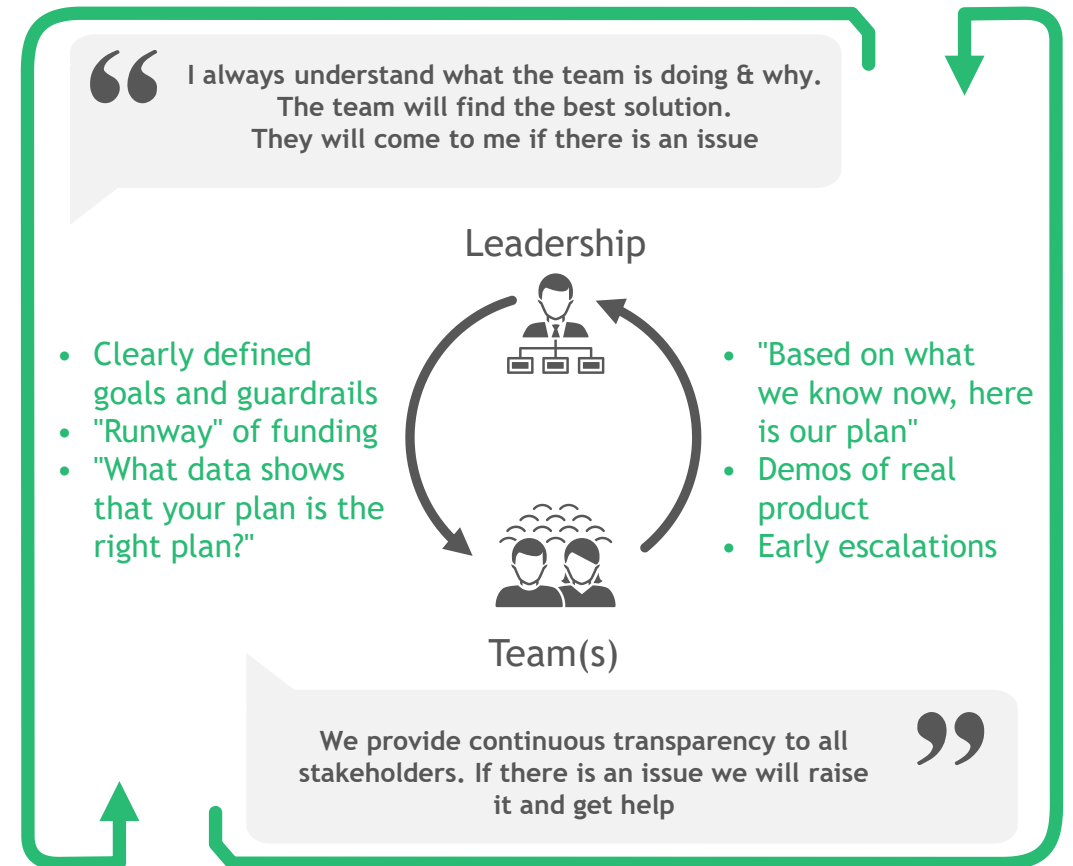 I always understand what the team is doing & why.
The team will find the best solution.
They will come to me if there is an issue
Leadership
• Clearly defined
goals and guardrails
• "Runway" of funding
• "What data shows
that your plan is the
right plan?"
• "Based on what
we know now, here
is our plan"
• Demos of real
product
• Early escalations
Team(s)
We provide continuous transparency to all
stakeholders. If there is an issue we will raise
it and get help